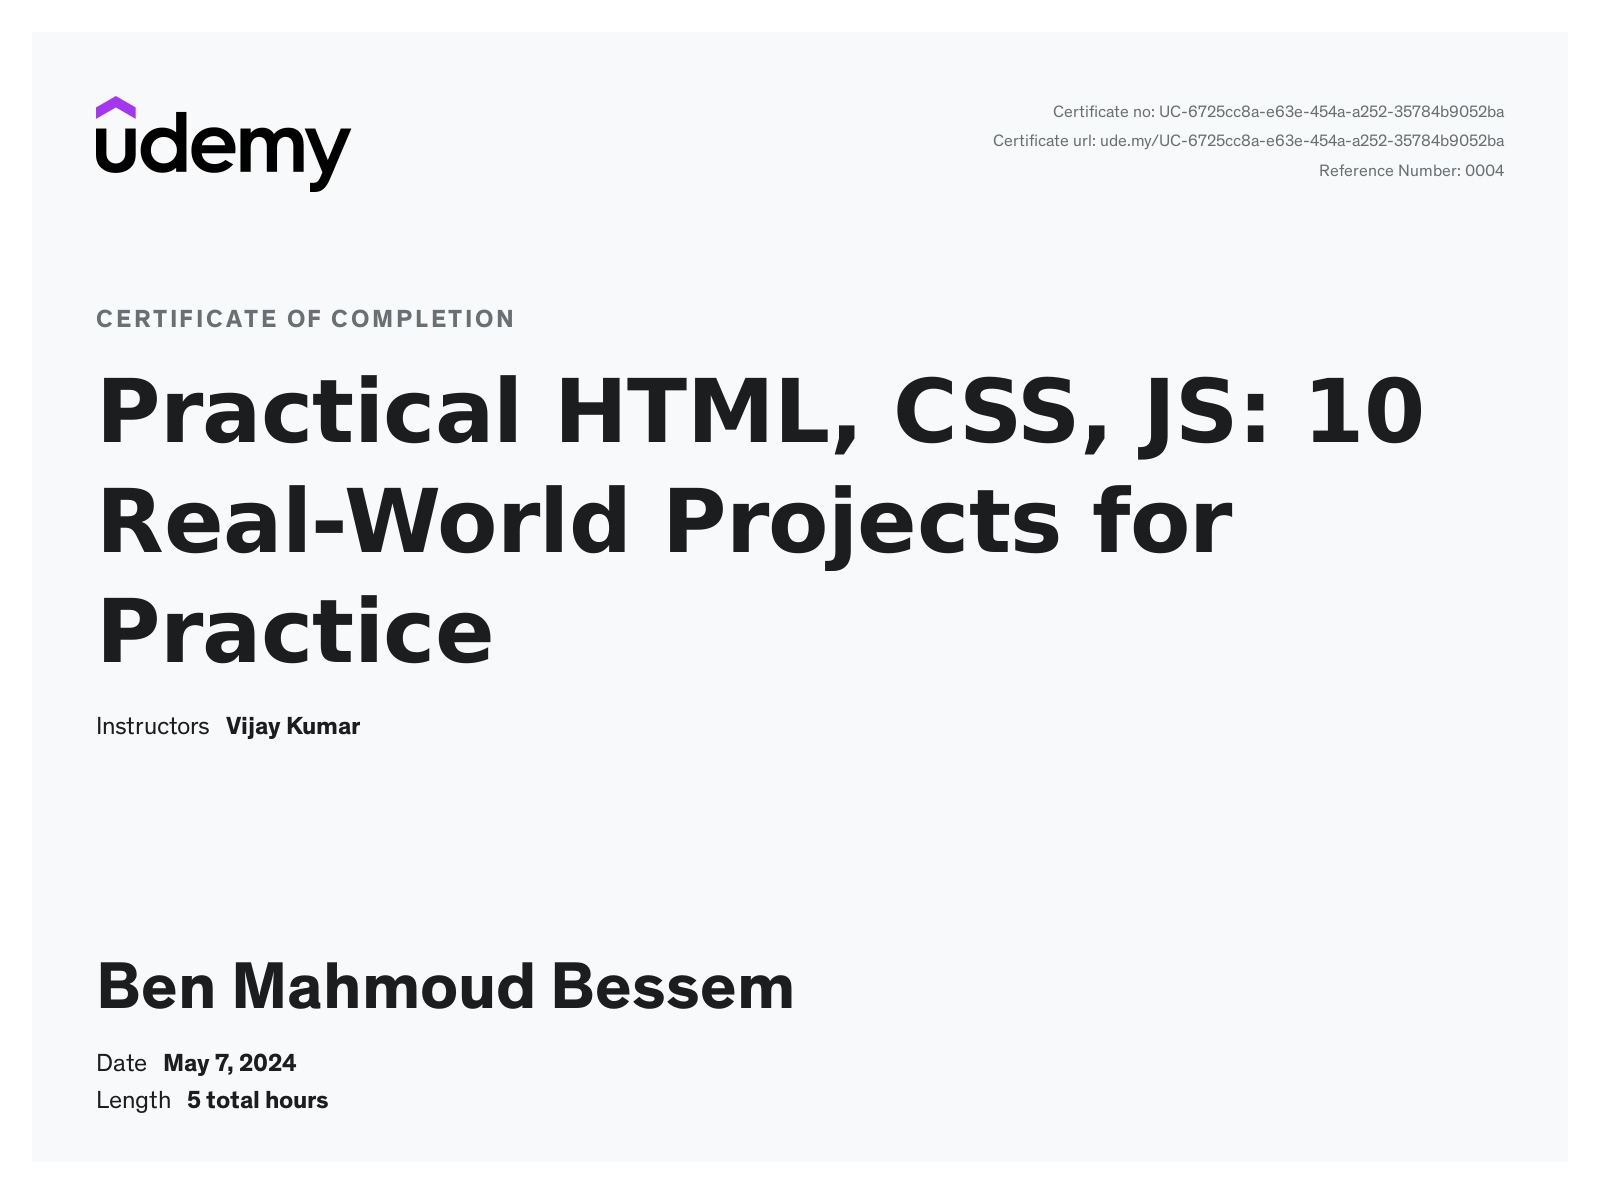 udemy
Certificate no: UC-6725cc8a-e63e-454a-a252-35784b9052ba
Certificate url: ude.my/UC-6725cc8a-e63e-454a-a252-35784b9052ba
Reference Number: 0004
CERTIFICATE OF COMPLETION
Practical HTML, CSS, JS: 10
Real-World Projects for
Practice
Instructors Vijay Kumar
Ben Mahmoud Bessem
Date May 7, 2024
Length 5 total hours